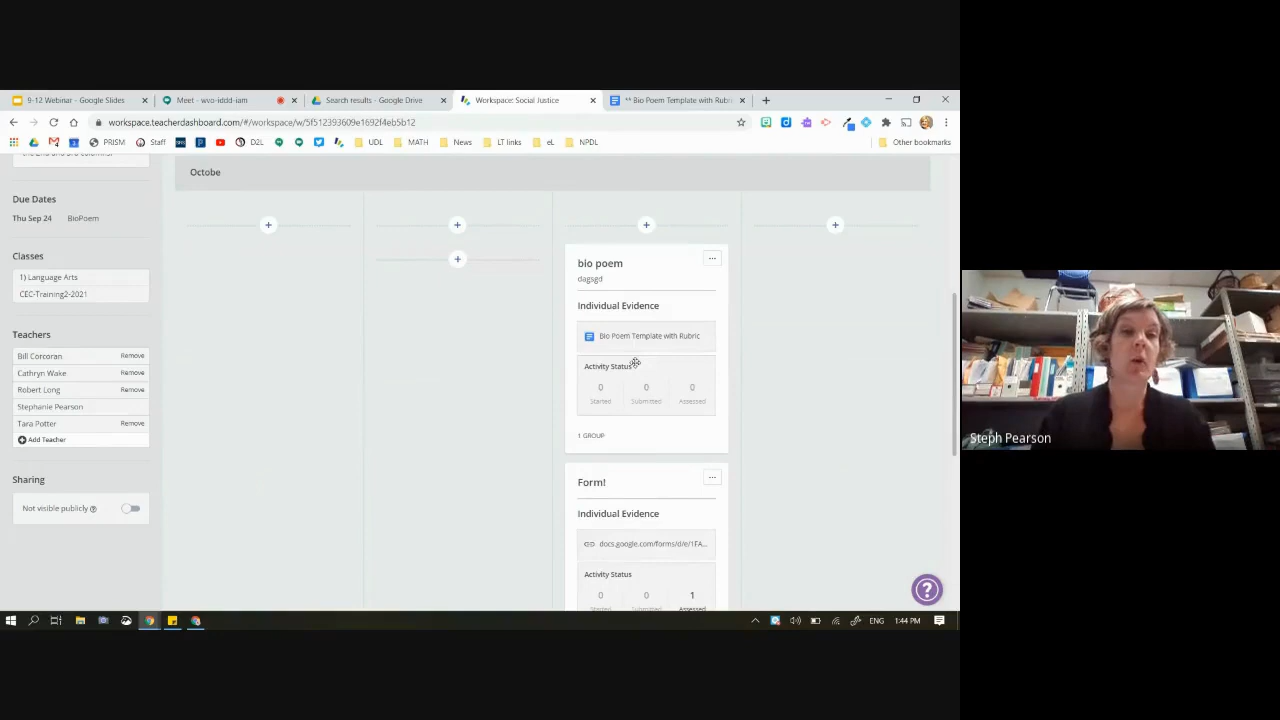 9-12 Webinar - Google Slides
Meet - wvo-iddd-iam
Search results - Google Drive
Workspace: Social Justice
** Bio Poem Template with Rubric
workspace.teacherdashboard.com/#/workspace/w/5f512393609e1692f4eb5b12
PRISM
Staff
D2L
UDL
MATH
News
LT links
eL
NPDL
Other bookmarks
Octobe
Due Dates
Thu Sep 24 BioPoem
Classes
1) Language Arts
CEC-Training2-2021
Teachers
Bill Corcoran Remove
Cathryn Wake Remove
Robert Long Remove
Stephanie Pearson
Tara Potter Remove
Add Teacher
Sharing
Not visible publicly
bio poem
dagsgd
Individual Evidence
Bio Poem Template with Rubric
Activity Status
0 0 0
Started Submitted Assessed
1 GROUP
Form!
Individual Evidence
docs.google.com/forms/d/e/1FA...
Activity Status
0 0 1
Started Submitted Assessed
ENG 1:44 PM
Steph Pearson